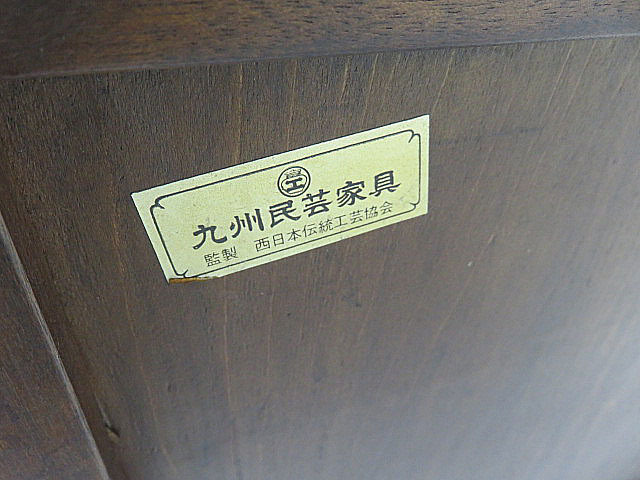 九州民芸家具
監製 西日本伝統工芸協会